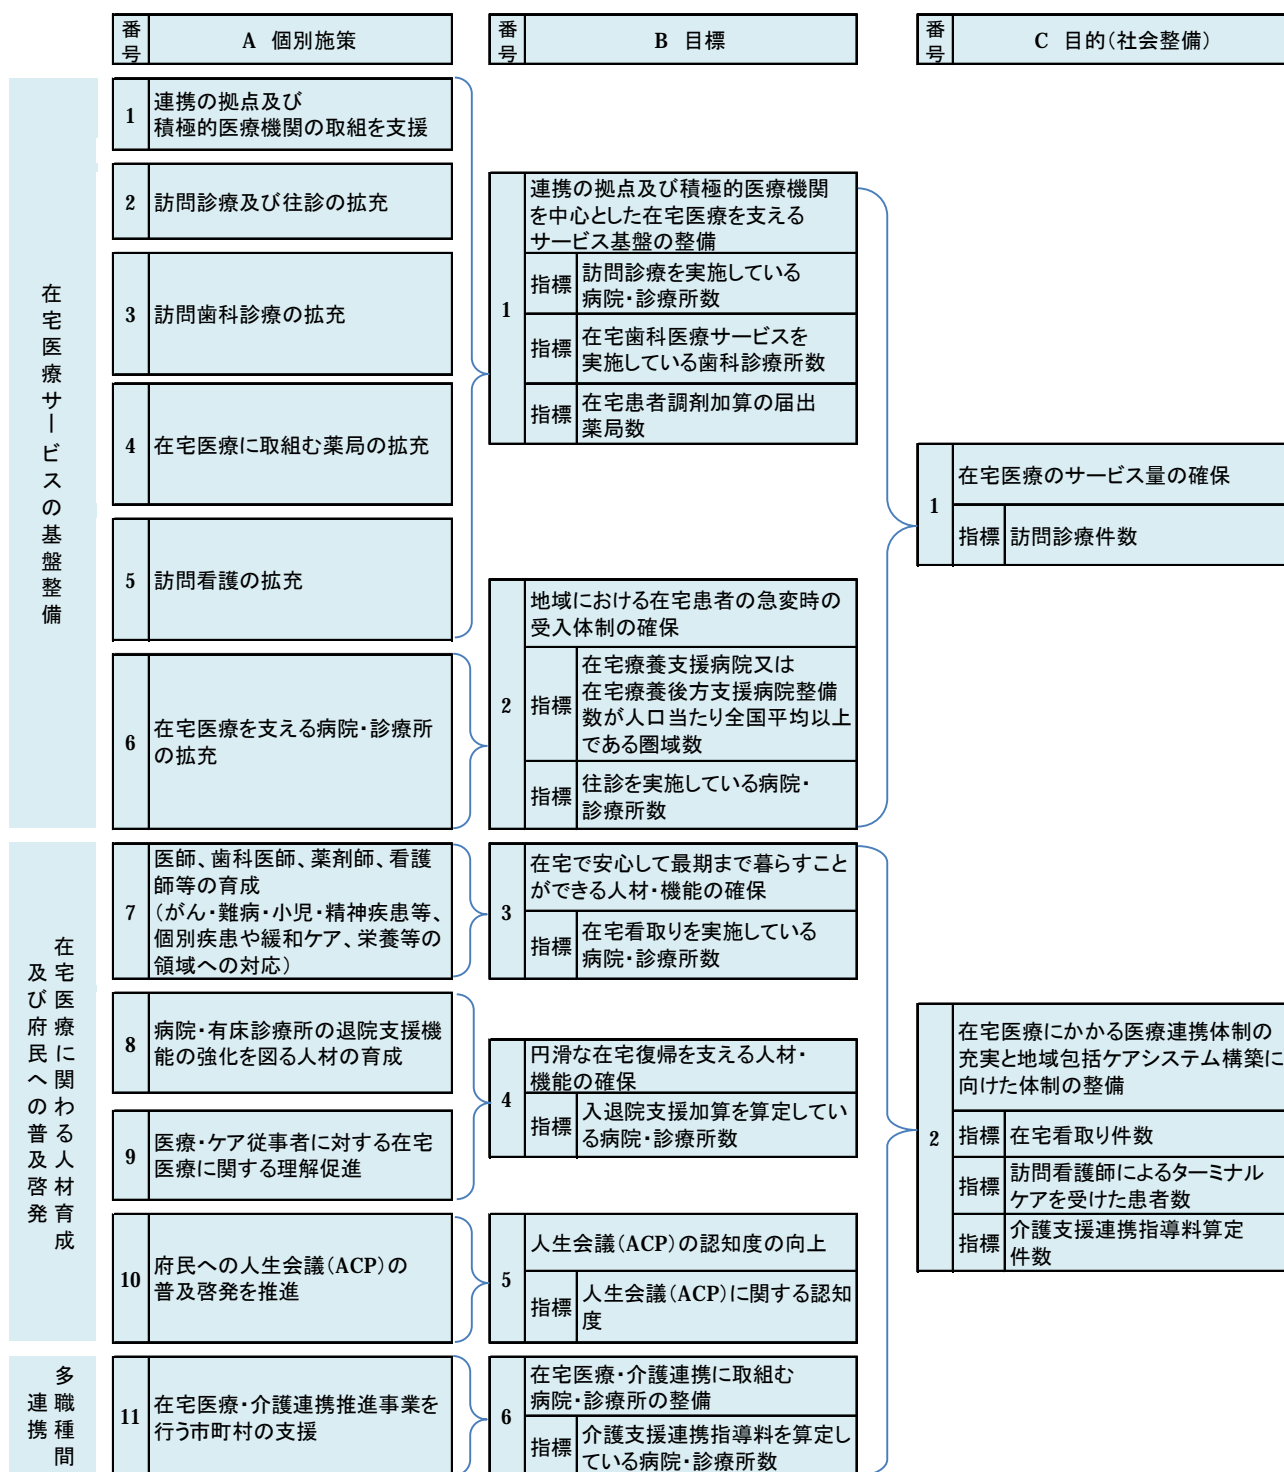 番号
A 個別施策
番号
B 目標
番号
C 目的(社会整備)
在宅医療サービスの基盤整備
1
連携の拠点及び
積極的医療機関の取組を支援
2
訪問診療及び往診の拡充
3
訪問歯科診療の拡充
4
在宅医療に取組む薬局の拡充
5
訪問看護の拡充
6
在宅医療を支える病院・診療所
の拡充
在宅医療に関わる人材育成
及び府民への普及啓発
7
医師、歯科医師、薬剤師、看護
師等の育成
(がん・難病・小児・精神疾患等、
個別疾患や緩和ケア、栄養等の
領域への対応)
8
病院・有床診療所の退院支援機
能の強化を図る人材の育成
9
医療・ケア従事者に対する在宅
医療に関する理解促進
10
府民への人生会議(ACP)の
普及啓発を推進
多職種間
連携
11
在宅医療・介護連携推進事業を
行う市町村の支援
1
連携の拠点及び積極的医療機関
を中心とした在宅医療を支える
サービス基盤の整備
指標
訪問診療を実施している
病院・診療所数
指標
在宅歯科医療サービスを
実施している歯科診療所数
指標
在宅患者調剤加算の届出
薬局数
2
地域における在宅患者の急変時の
受入体制の確保
指標
在宅療養支援病院又は
在宅療養後方支援病院整備
数が人口当たり全国平均以上
である圏域数
指標
往診を実施している病院・
診療所数
3
在宅で安心して最期まで暮らすこと
ができる人材・機能の確保
指標
在宅看取りを実施している
病院・診療所数
4
円滑な在宅復帰を支える人材・
機能の確保
指標
入退院支援加算を算定してい
る病院・診療所数
5
人生会議(ACP)の認知度の向上
指標
人生会議(ACP)に関する認知
度
6
在宅医療・介護連携に取組む
病院・診療所の整備
指標
介護支援連携指導料を算定し
ている病院・診療所数
1
在宅医療のサービス量の確保
指標
訪問診療件数
2
在宅医療にかかる医療連携体制の
充実と地域包括ケアシステム構築に
向けた体制の整備
指標
在宅看取り件数
指標
訪問看護師によるターミナル
ケアを受けた患者数
指標
介護支援連携指導料算定
件数